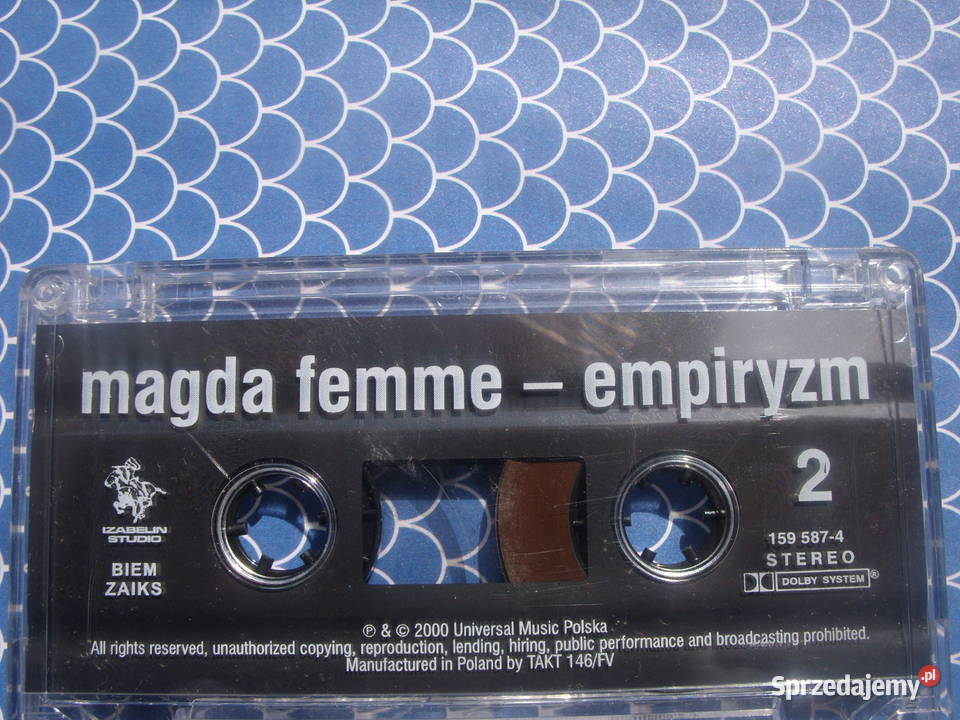 magda femme – empiryzm
2
IZABELIN
STUDIO
BIEM
ZAIKS
159 587-4
STEREO
DOLBY SYSTEM®
℗ & © 2000 Universal Music Polska
All rights reserved, unauthorized copying, reproduction, lending, hiring, public performance and broadcasting prohibited.
Manufactured in Poland by TAKT 146/FV
Sprzedajemy.pl